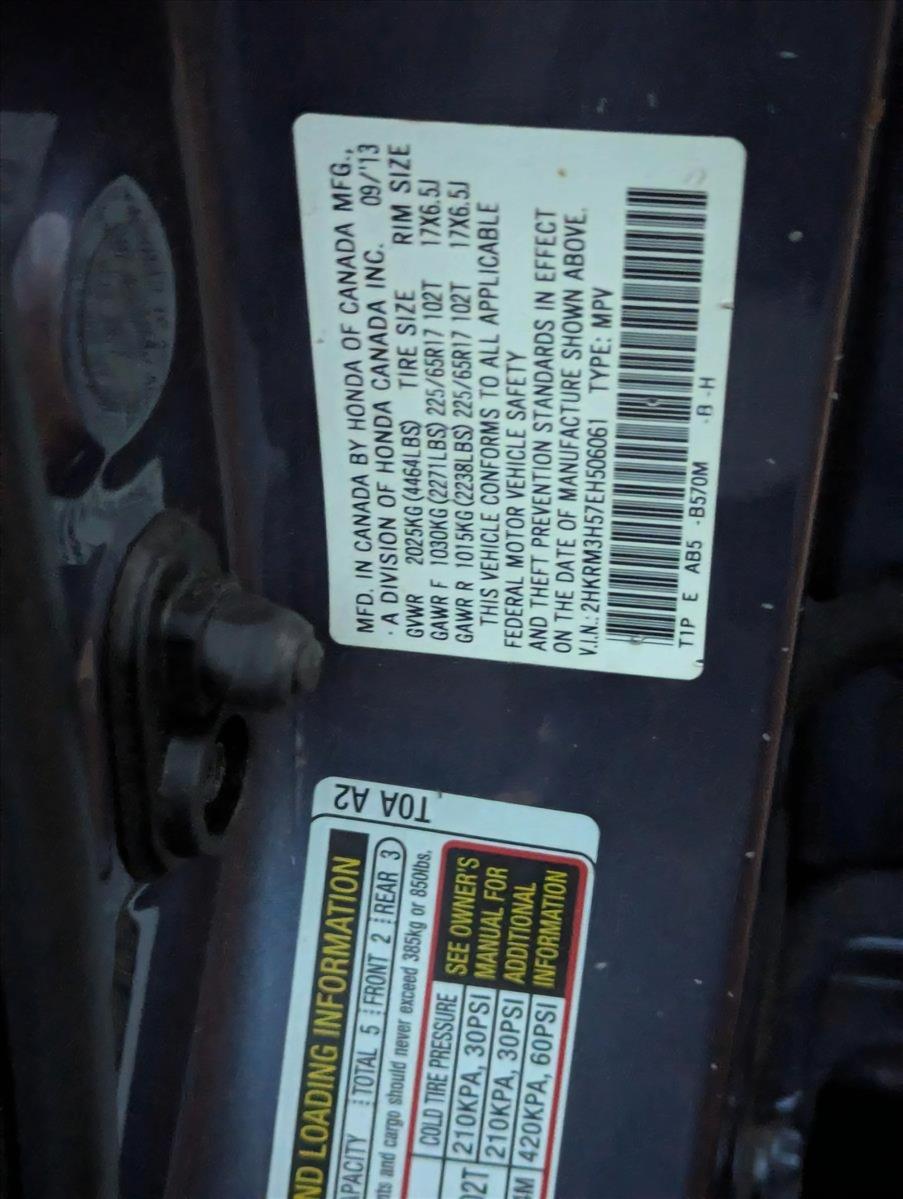 MFD. IN CANADA BY HONDA OF CANADA MFG.,
A DIVISION OF HONDA CANADA INC. 09/'13
GVWR 2025KG(4464LBS) TIRE SIZE RIM SIZE
GAWR F 1030KG(2271LBS) 225/65R17 102T 17X6.5J
GAWR R 1015KG(2238LBS) 225/65R17 102T 17X6.5J
THIS VEHICLE CONFORMS TO ALL APPLICABLE
FEDERAL MOTOR VEHICLE SAFETY
AND THEFT PREVENTION STANDARDS IN EFFECT
ON THE DATE OF MANUFACTURE SHOWN ABOVE.
V.I.N.:2HKRM3H57EH506061 TYPE: MPV
T1P E AB5 -B570M -B -H
T0A A2
LOADING INFORMATION
TOTAL 5 FRONT 2 REAR 3
and cargo should never exceed 385kg or 850lbs.
COLD TIRE PRESSURE
210KPA, 30PSI
210KPA, 30PSI
420KPA, 60PSI
SEE OWNER'S
MANUAL FOR
ADDITIONAL
INFORMATION